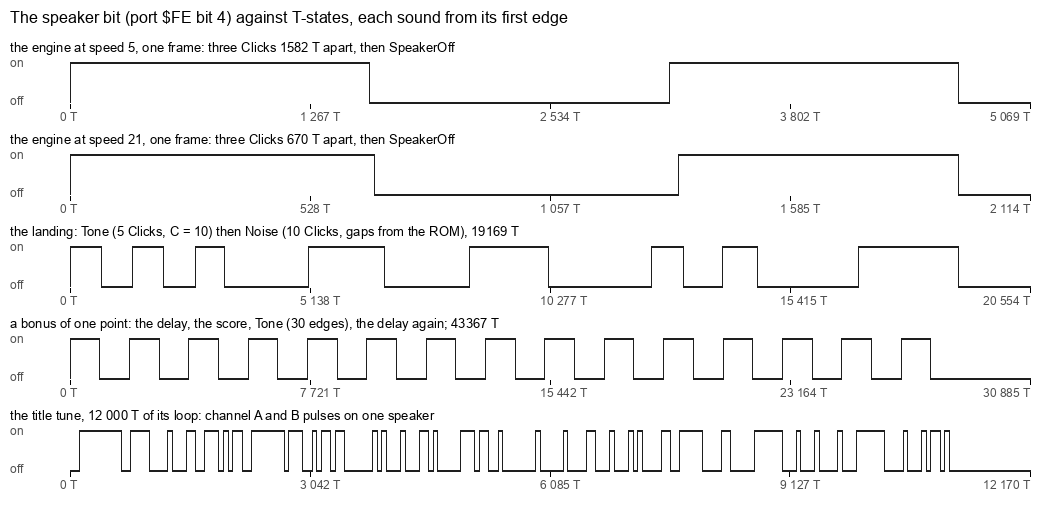 The speaker bit (port $FE bit 4) against T-states, each sound from its first edge
the engine at speed 5, one frame: three Clicks 1582 T apart, then SpeakerOff
on
off
0 T 1 267 T 2 534 T 3 802 T 5 069 T
the engine at speed 21, one frame: three Clicks 670 T apart, then SpeakerOff
on
off
0 T 528 T 1 057 T 1 585 T 2 114 T
the landing: Tone (5 Clicks, C = 10) then Noise (10 Clicks, gaps from the ROM), 19169 T
on
off
0 T 5 138 T 10 277 T 15 415 T 20 554 T
a bonus of one point: the delay, the score, Tone (30 edges), the delay again; 43367 T
on
off
0 T 7 721 T 15 442 T 23 164 T 30 885 T
the title tune, 12 000 T of its loop: channel A and B pulses on one speaker
on
off
0 T 3 042 T 6 085 T 9 127 T 12 170 T